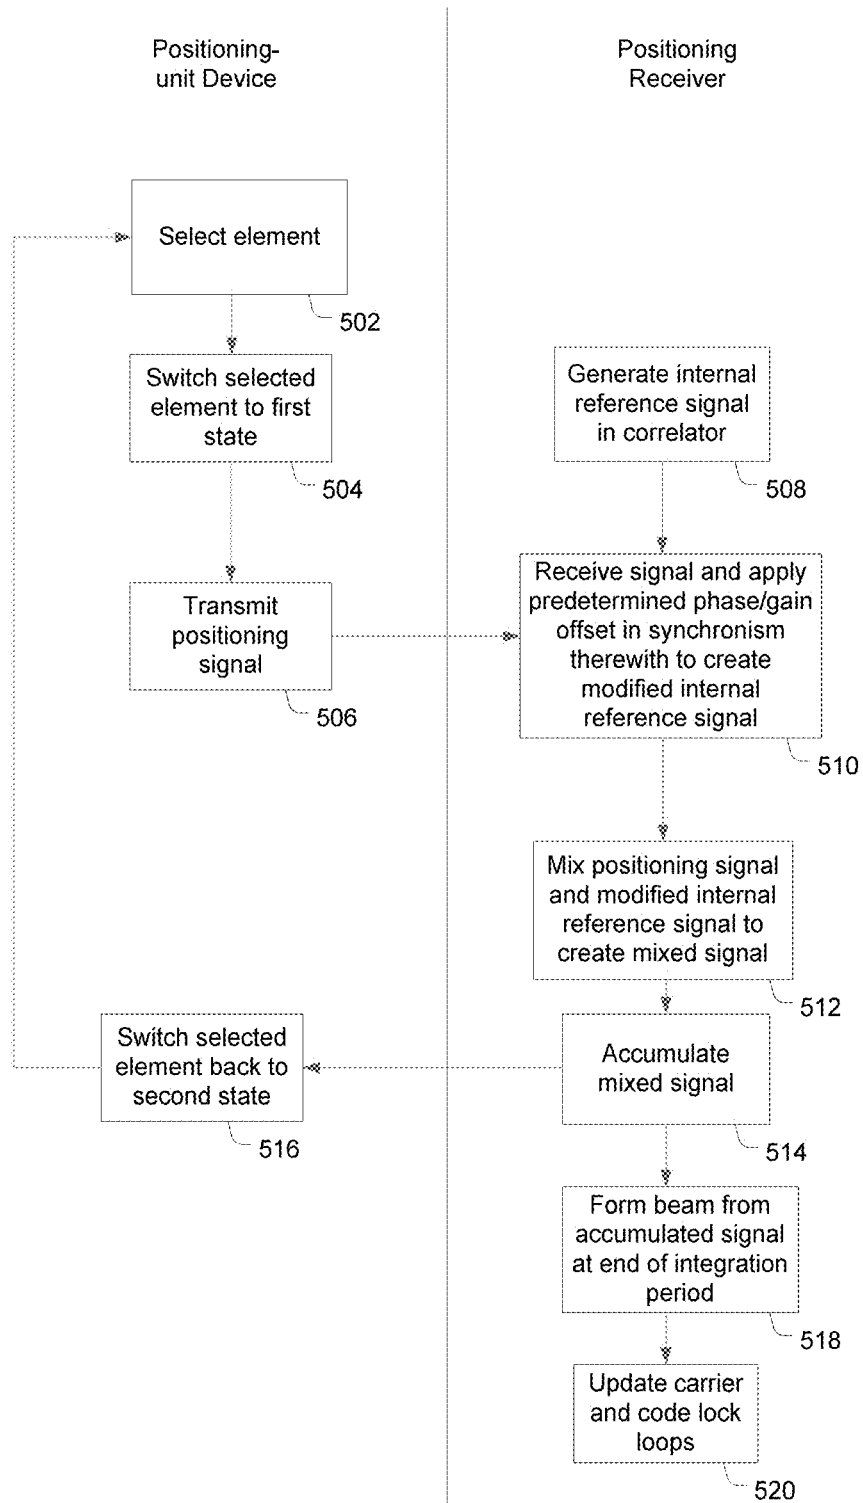 Positioning-
unit Device
Positioning
Receiver
Select element
502
Switch selected
element to first
state
504
Generate internal
reference signal
in correlator
508
Transmit
positioning
signal
506
Receive signal and apply
predetermined phase/gain
offset in synchronism
therewith to create
modified internal
reference signal
510
Mix positioning signal
and modified internal
reference signal to
create mixed signal
512
Switch selected
element back to
second state
516
Accumulate
mixed signal
514
Form beam from
accumulated signal
at end of integration
period
518
Update carrier
and code lock
loops
520